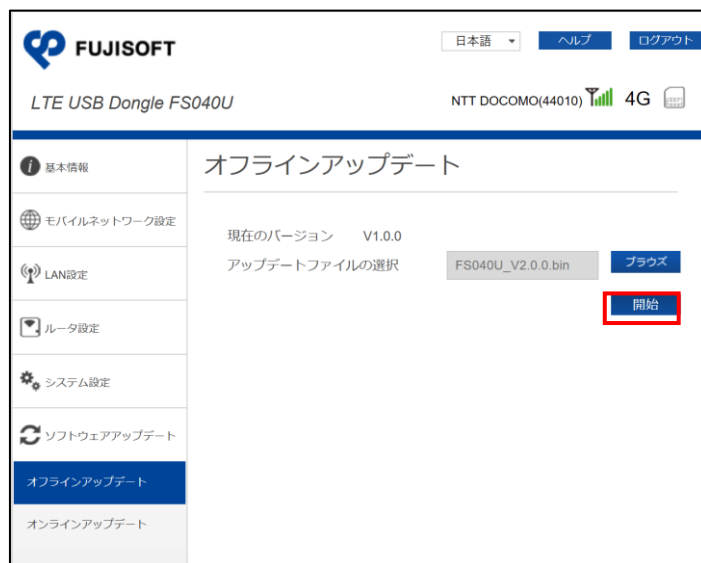 FUJISOFT
日本語
ヘルプ
ログアウト
LTE USB Dongle FS040U
NTT DOCOMO(44010)
4G
基本情報
オフラインアップデート
モバイルネットワーク設定
現在のバージョン V1.0.0
アップデートファイルの選択 FS040U_V2.0.0.bin ブラウズ
LAN設定
開始
ルータ設定
システム設定
ソフトウェアアップデート
オフラインアップデート
オンラインアップデート